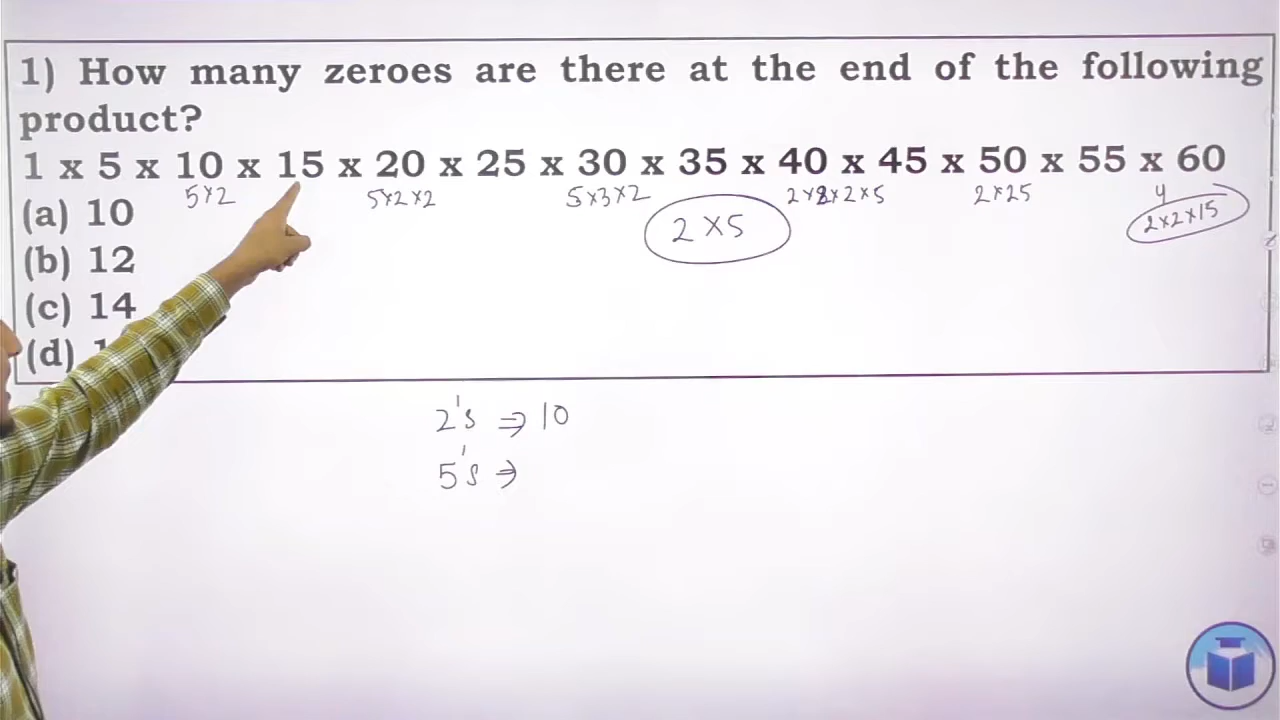 1) How many zeroes are there at the end of the following
product?
1 x 5 x 10 x 15 x 20 x 25 x 30 x 35 x 40 x 45 x 50 x 55 x 60
5×2 5×2×2 5×3×2 2×2×2×5 2×25 4
2×2×15
(a) 10
2×5
(b) 12
(c) 14
(d)
2's ⇒ 10
5's ⇒